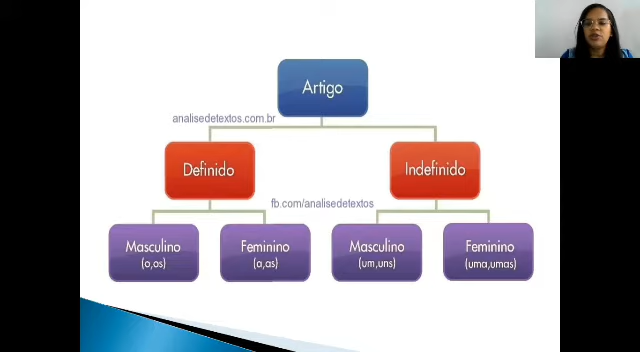 Artigo
analisedetextos.com.br
Definido
Indefinido
fb.com/analisedetextos
Masculino
(o,os)
Feminino
(a,as)
Masculino
(um,uns)
Feminino
(uma,umas)